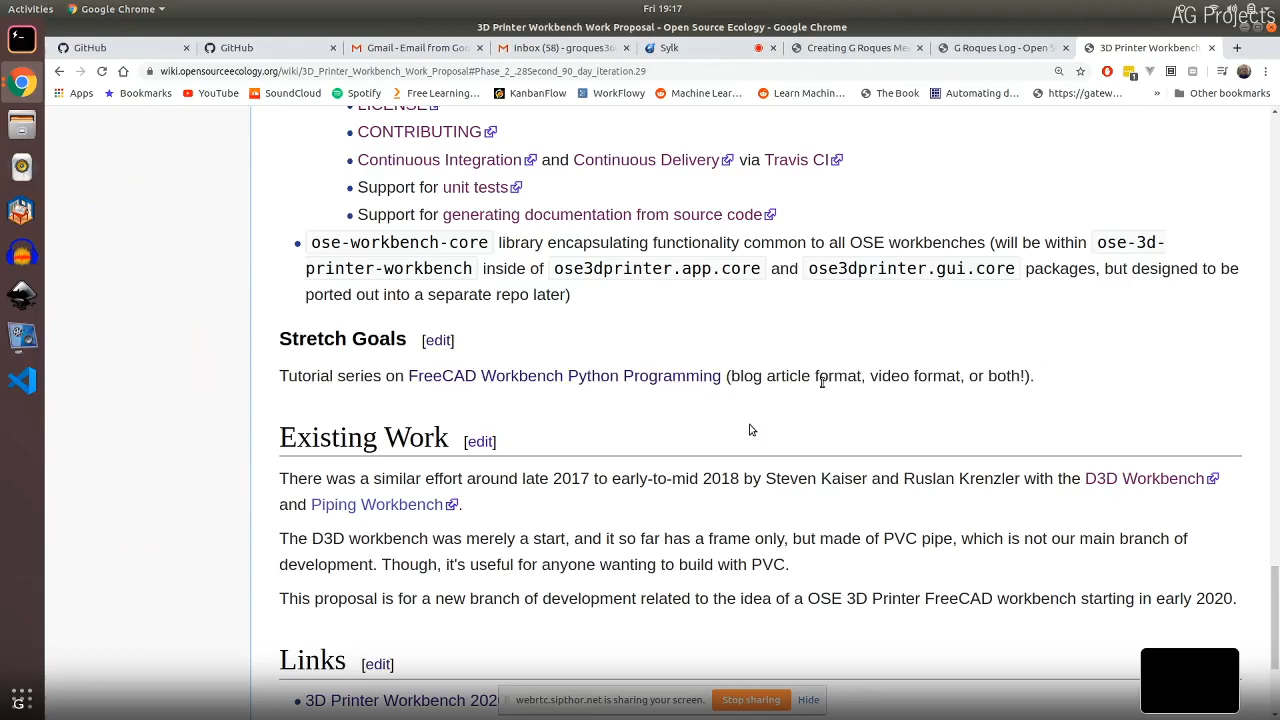 Activities
Google Chrome
Fri 19:17
AG Projects
3D Printer Workbench Work Proposal - Open Source Ecology - Google Chrome
GitHub
GitHub
Gmail - Email from Goo
Inbox (58) - groques36
Sylk
Creating G Roques Me
G Roques Log - Open S
3D Printer Workbench
wiki.opensourceecology.org/wiki/3D_Printer_Workbench_Work_Proposal#Phase_2_.28Second_90_day_iteration.29
Apps
Bookmarks
YouTube
SoundCloud
Spotify
Free Learning...
KanbanFlow
WorkFlowy
Machine Lear...
Learn Machin...
The Book
Automating d...
https://gatew...
»
Other bookmarks
LICENSE
CONTRIBUTING
Continuous Integration and Continuous Delivery via Travis CI
Support for unit tests
Support for generating documentation from source code
ose-workbench-core library encapsulating functionality common to all OSE workbenches (will be within ose-3d-
printer-workbench inside of ose3dprinter.app.core and ose3dprinter.gui.core packages, but designed to be
ported out into a separate repo later)
Stretch Goals [edit]
Tutorial series on FreeCAD Workbench Python Programming (blog article format, video format, or both!).
Existing Work [edit]
There was a similar effort around late 2017 to early-to-mid 2018 by Steven Kaiser and Ruslan Krenzler with the D3D Workbench
and Piping Workbench.
The D3D workbench was merely a start, and it so far has a frame only, but made of PVC pipe, which is not our main branch of
development. Though, it's useful for anyone wanting to build with PVC.
This proposal is for a new branch of development related to the idea of a OSE 3D Printer FreeCAD workbench starting in early 2020.
Links [edit]
3D Printer Workbench 202
webrtc.sipthor.net is sharing your screen.
Stop sharing
Hide